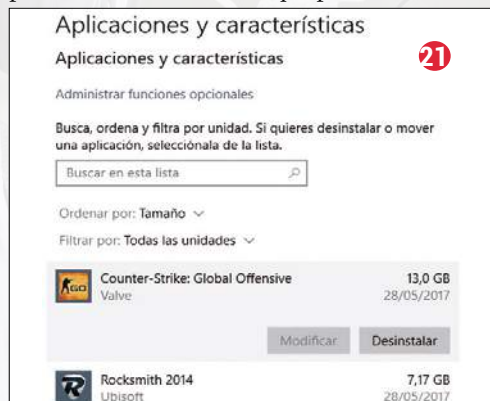 Aplicaciones y características
21
Aplicaciones y características
Administrar funciones opcionales
Busca, ordena y filtra por unidad. Si quieres desinstalar o mover
una aplicación, selecciónala de la lista.
Buscar en esta lista
Ordenar por: Tamaño
Filtrar por: Todas las unidades
GO
Counter-Strike: Global Offensive
13,0 GB
Valve
28/05/2017
Modificar
Desinstalar
R
Rocksmith 2014
7,17 GB
Ubisoft
28/05/2017